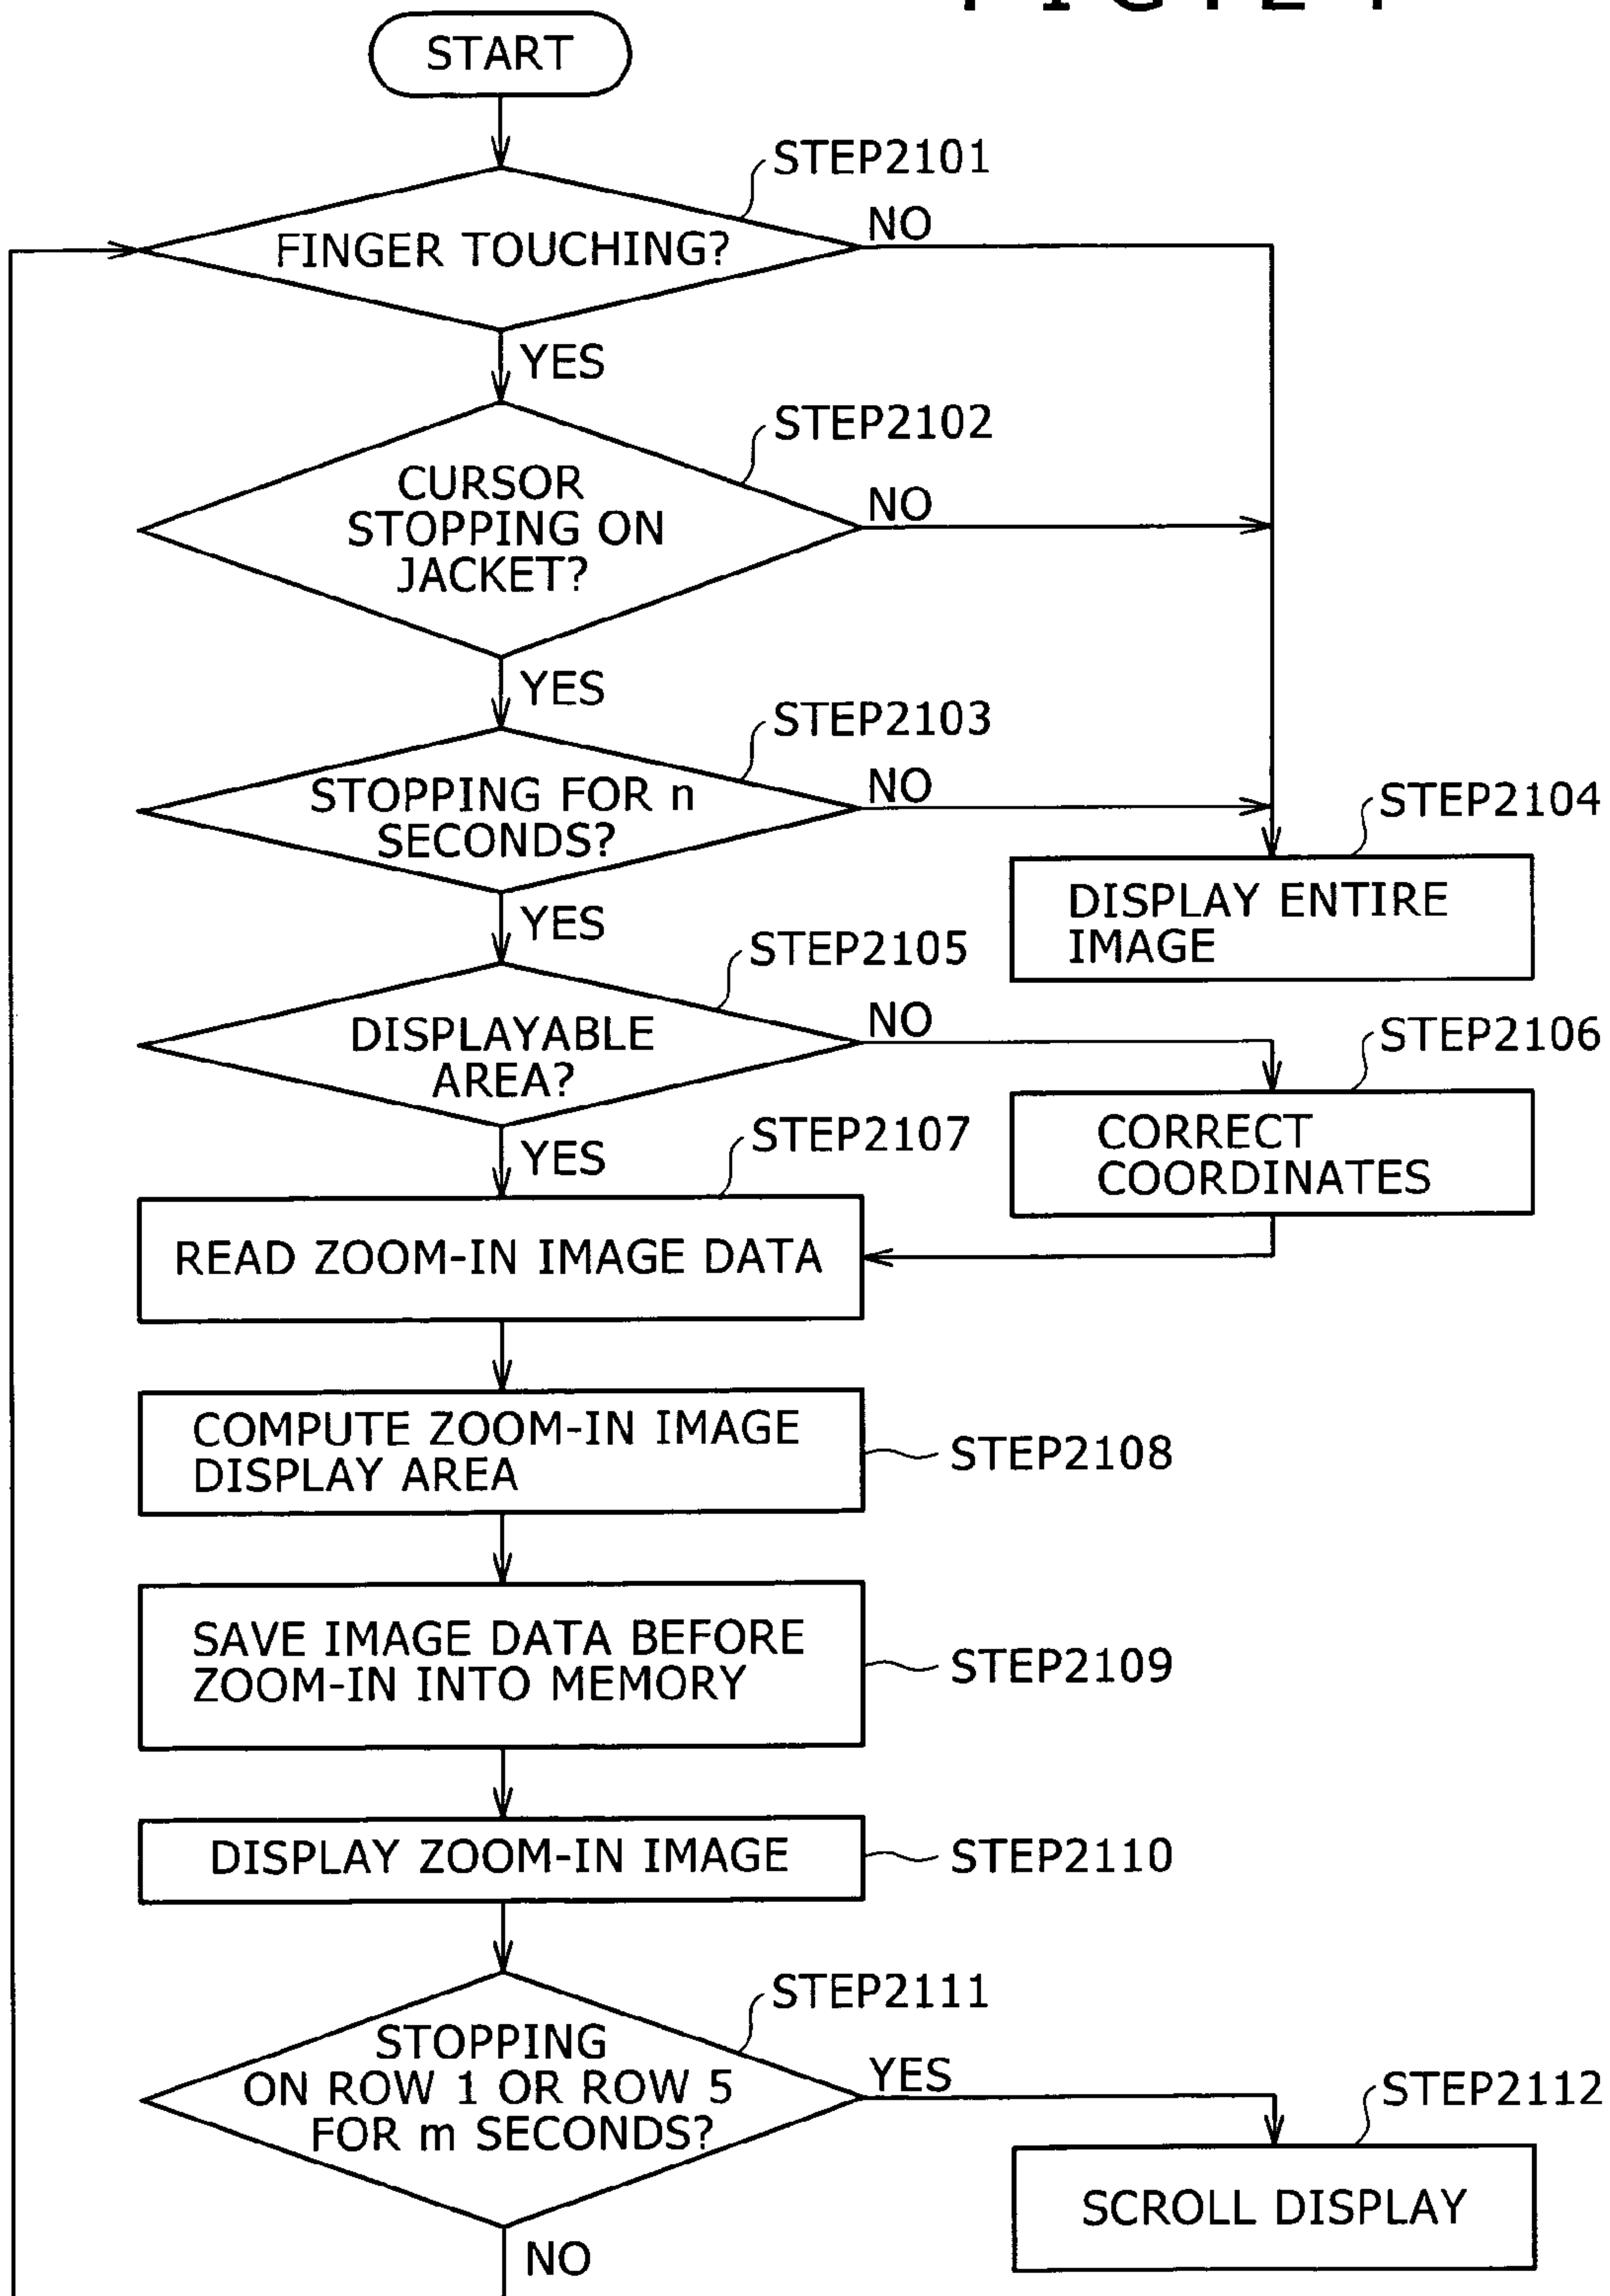 START
STEP2101
FINGER TOUCHING?
NO
YES
STEP2102
CURSOR
STOPPING ON
JACKET?
NO
YES
STEP2103
STOPPING FOR n
SECONDS?
NO
STEP2104
DISPLAY ENTIRE
IMAGE
YES
STEP2105
DISPLAYABLE
AREA?
NO
STEP2106
CORRECT
COORDINATES
YES
STEP2107
READ ZOOM-IN IMAGE DATA
COMPUTE ZOOM-IN IMAGE
DISPLAY AREA
STEP2108
SAVE IMAGE DATA BEFORE
ZOOM-IN INTO MEMORY
STEP2109
DISPLAY ZOOM-IN IMAGE
STEP2110
STEP2111
STOPPING
ON ROW 1 OR ROW 5
FOR m SECONDS?
YES
STEP2112
SCROLL DISPLAY
NO